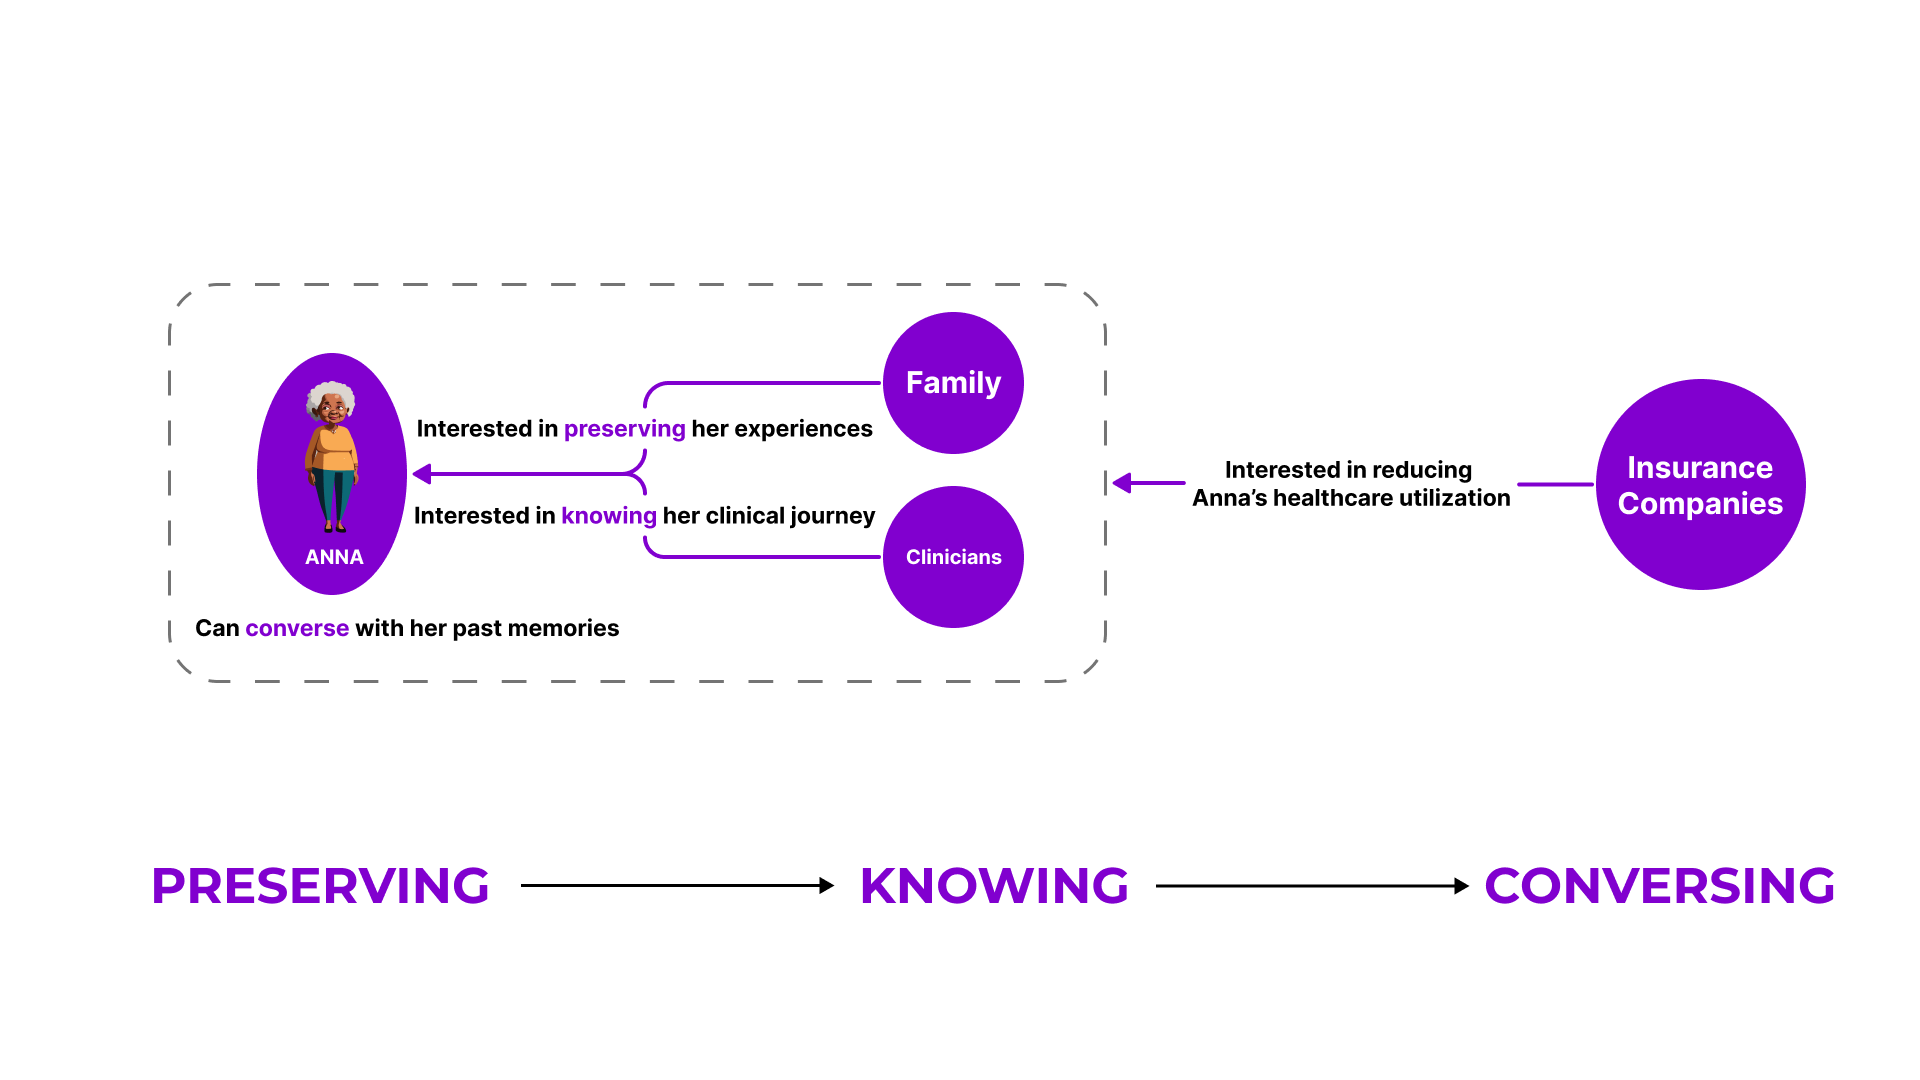 Family
Interested in preserving her experiences
Interested in knowing her clinical journey
Clinicians
ANNA
Can converse with her past memories
Interested in reducing
Anna’s healthcare utilization
Insurance
Companies
PRESERVING
KNOWING
CONVERSING